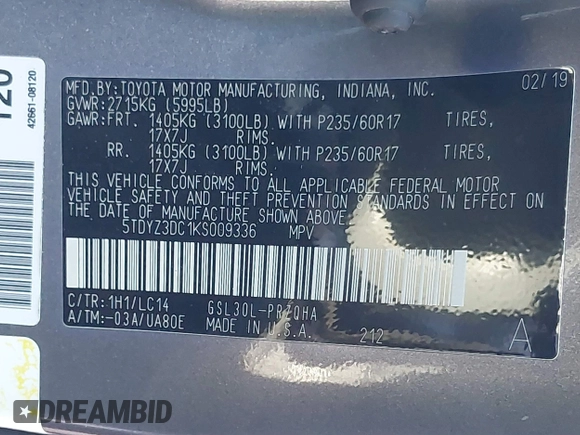 120
42661-08120
MFD.BY:TOYOTA MOTOR MANUFACTURING, INDIANA, INC. 02/19
GVWR:2715KG (5995LB)
GAWR:FRT. 1405KG (3100LB) WITH P235/60R17 TIRES,
17X7J RIMS.
RR. 1405KG (3100LB) WITH P235/60R17 TIRES,
17X7J RIMS.
THIS VEHICLE CONFORMS TO ALL APPLICABLE FEDERAL MOTOR
VEHICLE SAFETY AND THEFT PREVENTION STANDARDS IN EFFECT ON
THE DATE OF MANUFACTURE SHOWN ABOVE.
5TDYZ3DC1KS009336 MPV
C/TR:1H1/LC14 GSL30L-PRZQHA
A/TM:-03A/UA80E MADE IN U.S.A. 212 A
DREAMBID